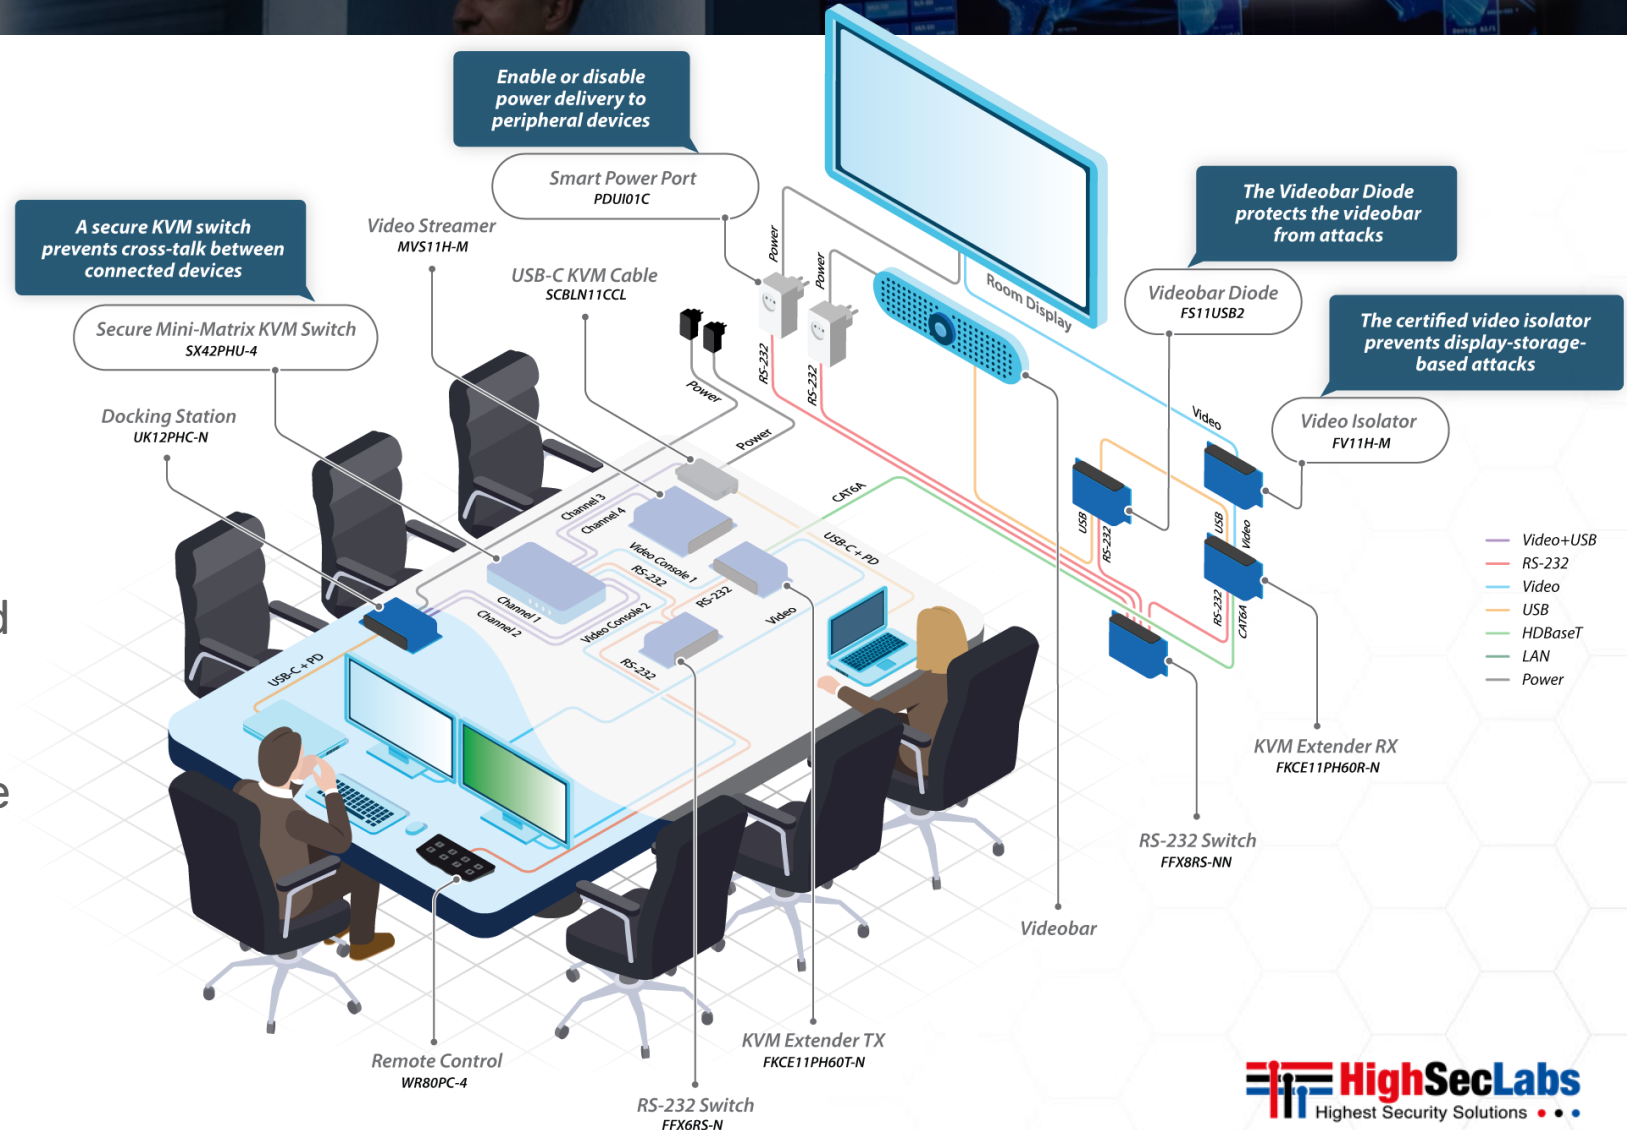 Enable or disable
power delivery to
peripheral devices
Smart Power Port
PDUI01C
A secure KVM switch
prevents cross-talk between
connected devices
Secure Mini-Matrix KVM Switch
SX42PHU-4
Video Streamer
MVS11H-M
USB-C KVM Cable
SCBLN11CCL
Docking Station
UK12PHC-N
The Videobar Diode
protects the videobar
from attacks
Videobar Diode
FS11USB2
The certified video isolator
prevents display-storage-
based attacks
Video Isolator
FV11H-M
Room Display
Power
Power
RS-232
RS-232
Power
Power
Video
CAT6A
USB
RS-232
USB
Video
RS-232
CAT6A
Channel 3
Channel 4
Video Console 1
RS-232
RS-232
USB-C + PD
Channel 1
Channel 2
Video Console 2
Video
RS-232
USB-C + PD
Video+USB
RS-232
Video
USB
HDBaseT
LAN
Power
d
e
KVM Extender RX
FKCE11PH60R-N
RS-232 Switch
FFX8RS-NN
Videobar
KVM Extender TX
FKCE11PH60T-N
Remote Control
WR80PC-4
RS-232 Switch
FFX6RS-N
HighSecLabs
Highest Security Solutions